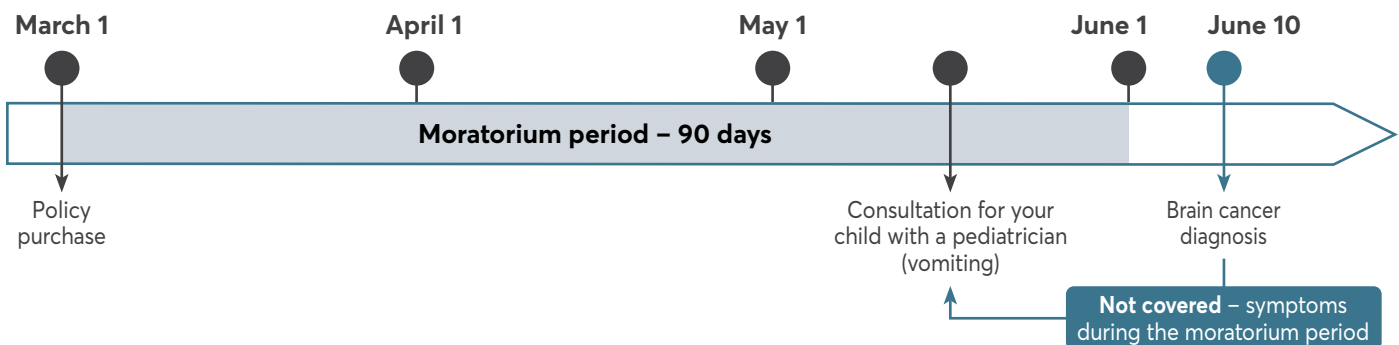 March 1
April 1
May 1
June 1
June 10
Moratorium period – 90 days
Policy
purchase
Consultation for your
child with a pediatrician
(vomiting)
Brain cancer
diagnosis
Not covered – symptoms
during the moratorium period